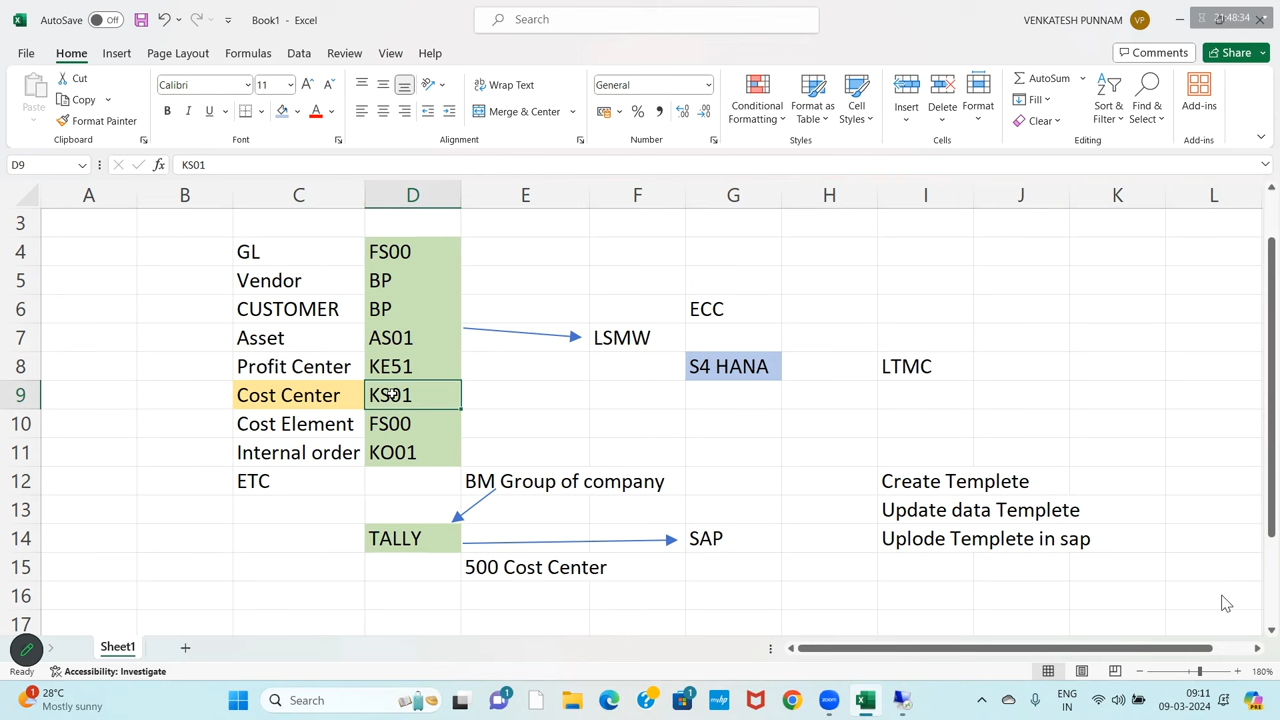 AutoSave Off Book1 - Excel Search VENKATESH PUNNAM VP 21:48:34
File Home Insert Page Layout Formulas Data Review View Help Comments Share
Paste Cut Copy Format Painter Clipboard
Calibri 11 B I U A Font
Wrap Text Merge & Center Alignment
General % Number
Conditional Formatting Format as Table Cell Styles Styles
Insert Delete Format Cells
AutoSum Fill Clear Sort & Filter Find & Select Editing
Add-ins Add-ins
D9 fx KS01
A B C D E F G H I J K L
3
4 GL FS00
5 Vendor BP
6 CUSTOMER BP ECC
7 Asset AS01 LSMW
8 Profit Center KE51 S4 HANA LTMC
9 Cost Center KS01
10 Cost Element FS00
11 Internal order KO01
12 ETC BM Group of company Create Templete
13 Update data Templete
14 TALLY SAP Uplode Templete in sap
15 500 Cost Center
16
17
Sheet1
Ready Accessibility: Investigate 180%
28°C
Mostly sunny
Search
ENG
IN
09:11
09-03-2024